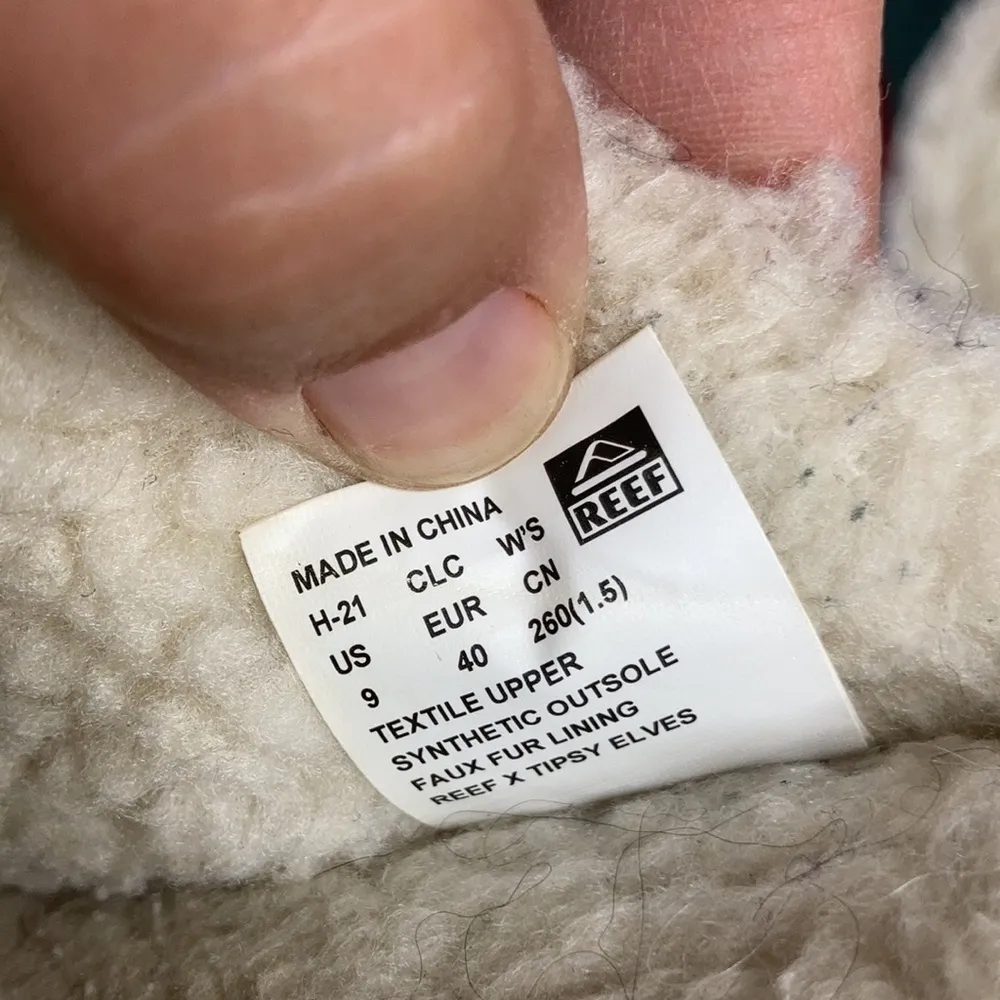 REEF
MADE IN CHINA
H-21 CLC W'S
US EUR CN
9 40 260(1.5)
TEXTILE UPPER
SYNTHETIC OUTSOLE
FAUX FUR LINING
REEF X TIPSY ELVES